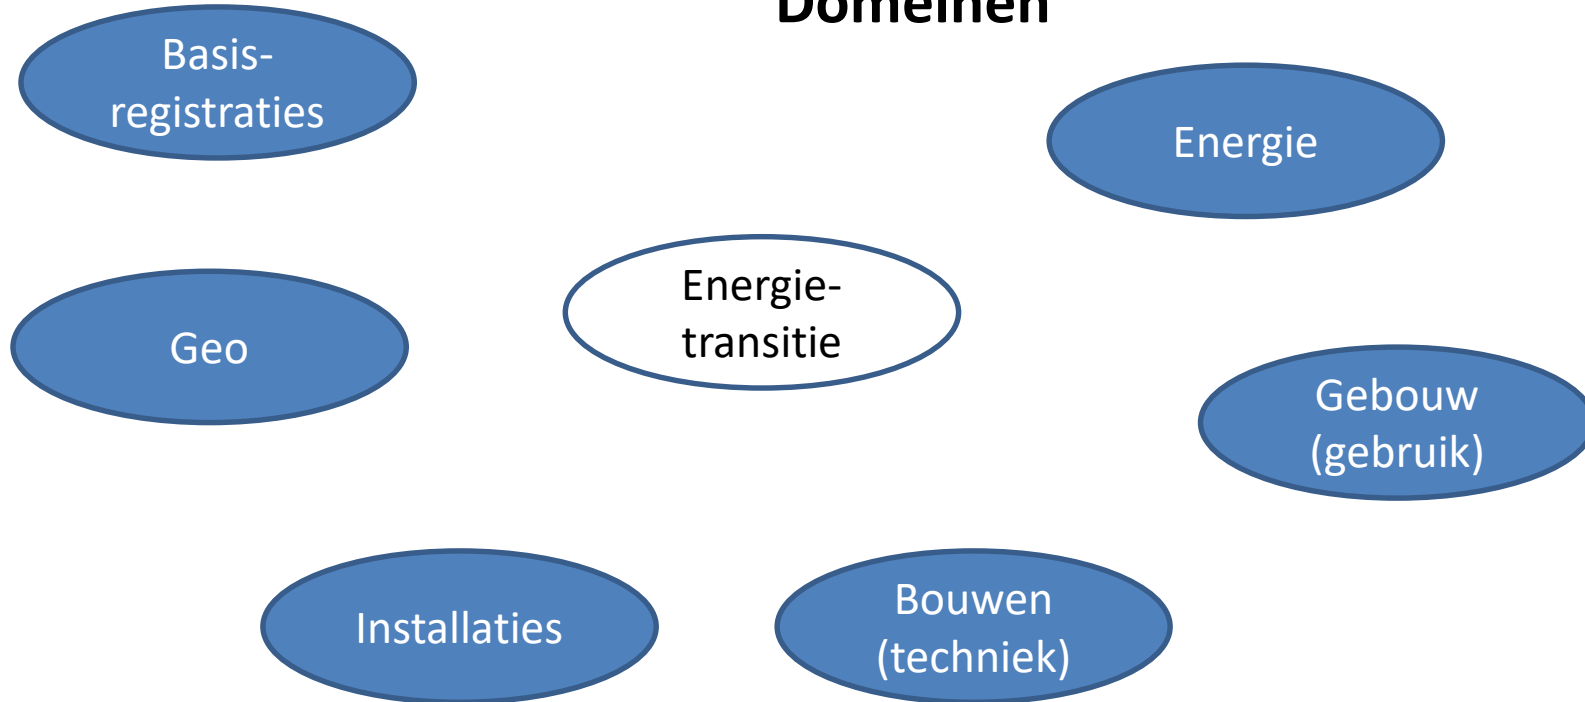 Domeinen
Basis-
registraties
Energie
Energie-
transitie
Geo
Gebouw
(gebruik)
Installaties
Bouwen
(techniek)